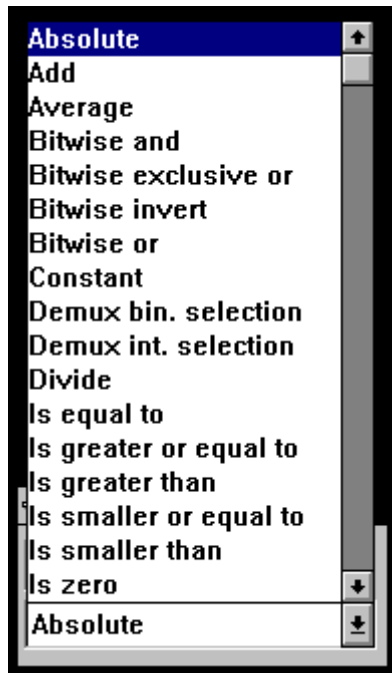 Absolute
Add
Average
Bitwise and
Bitwise exclusive or
Bitwise invert
Bitwise or
Constant
Demux bin. selection
Demux int. selection
Divide
Is equal to
Is greater or equal to
Is greater than
Is smaller or equal to
Is smaller than
Is zero
Absolute